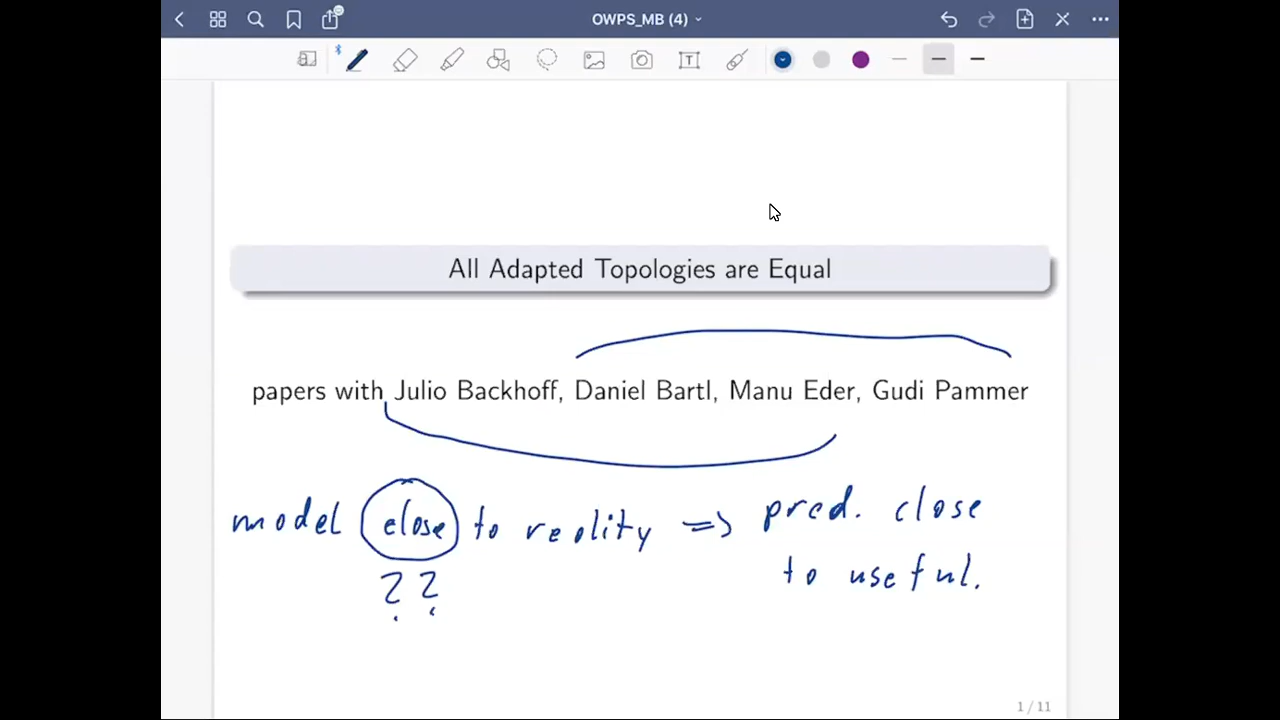 OWPS_MB (4)
All Adapted Topologies are Equal
papers with Julio Backhoff, Daniel Bartl, Manu Eder, Gudi Pammer
model close to reality => pred. close
?? to useful.
1 / 11